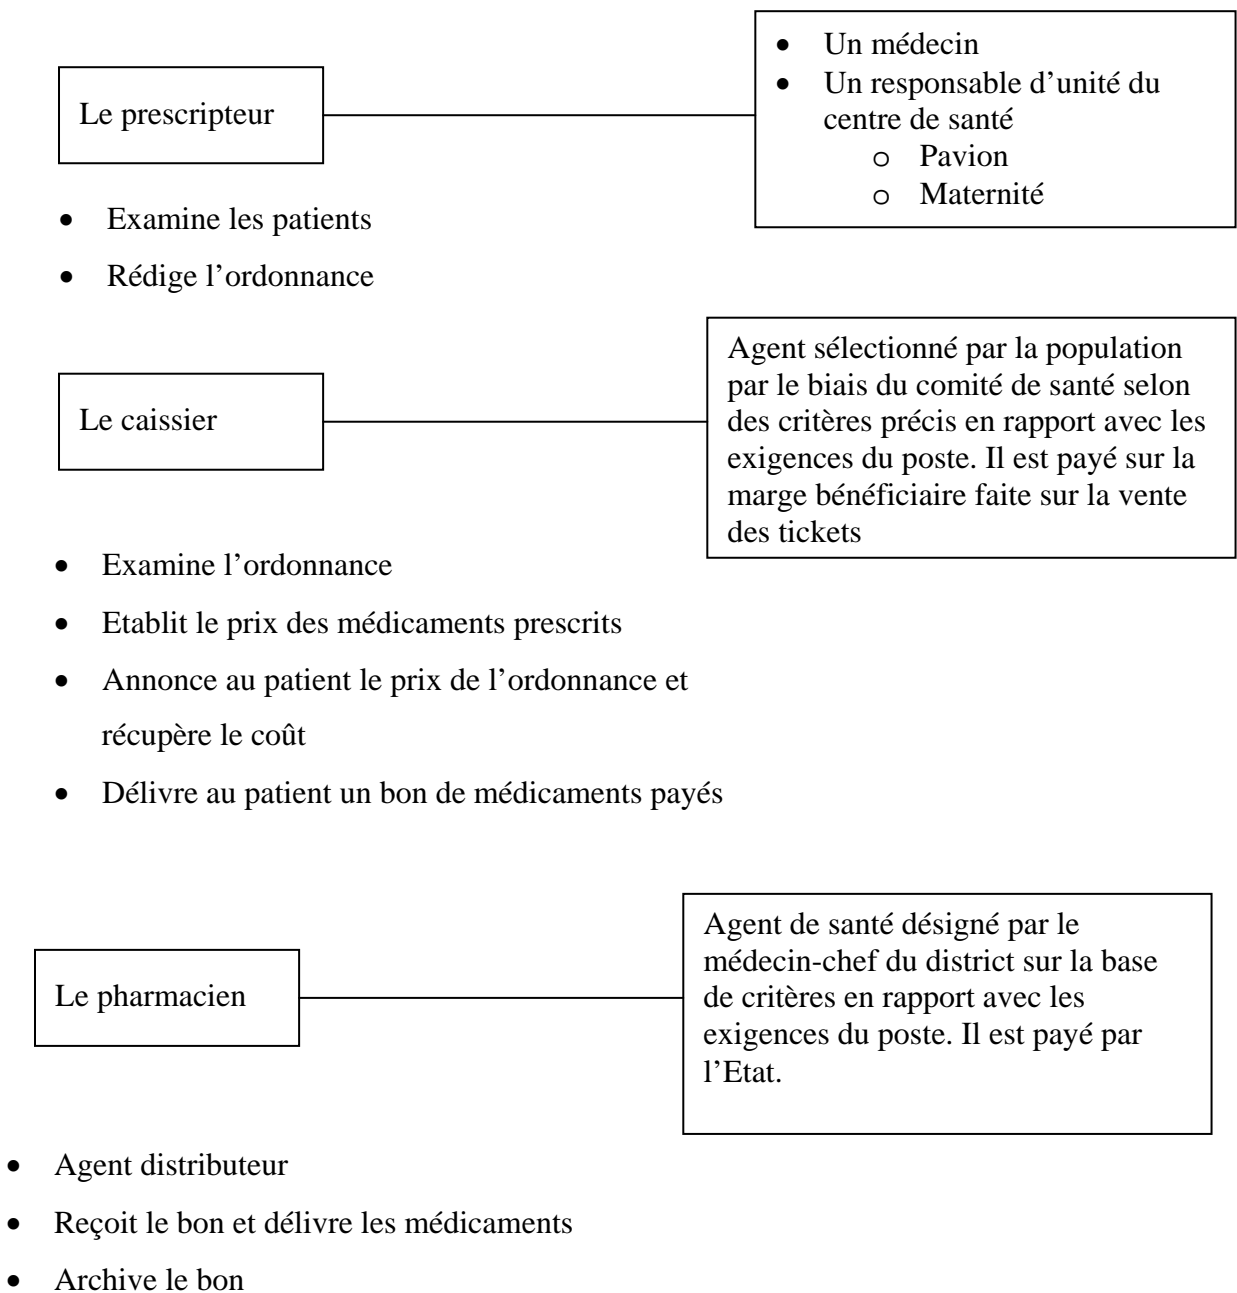 Le prescripteur
• Un médecin
• Un responsable d’unité du
centre de santé
o Pavion
o Maternité
• Examine les patients
• Rédige l’ordonnance
Le caissier
Agent sélectionné par la population
par le biais du comité de santé selon
des critères précis en rapport avec les
exigences du poste. Il est payé sur la
marge bénéficiaire faite sur la vente
des tickets
• Examine l’ordonnance
• Etablit le prix des médicaments prescrits
• Annonce au patient le prix de l’ordonnance et
récupère le coût
• Délivre au patient un bon de médicaments payés
Le pharmacien
Agent de santé désigné par le
médecin-chef du district sur la base
de critères en rapport avec les
exigences du poste. Il est payé par
l’Etat.
• Agent distributeur
• Reçoit le bon et délivre les médicaments
• Archive le bon